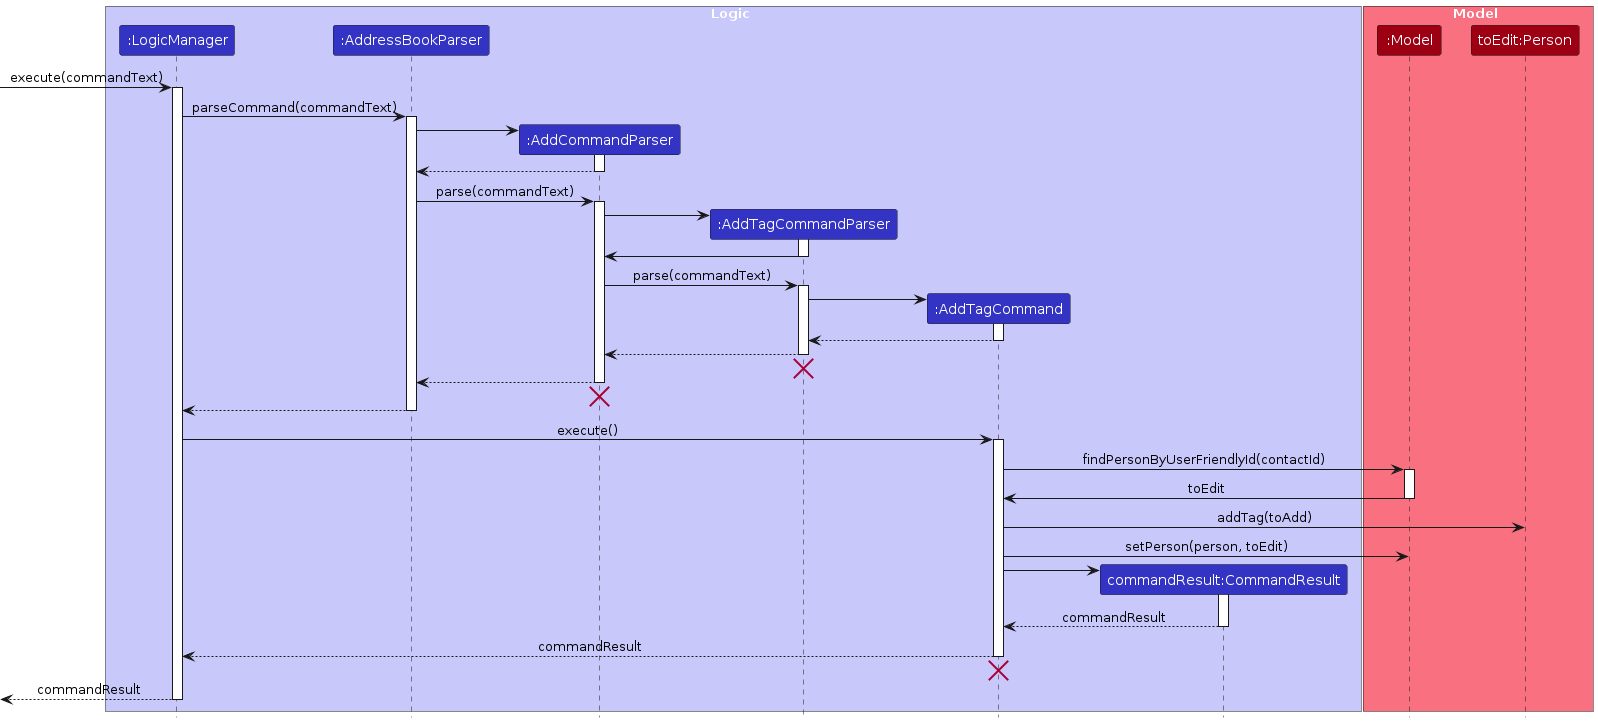 Logic
Model
:LogicManager
:AddressBookParser
:Model
toEdit:Person
execute(commandText)
parseCommand(commandText)
:AddCommandParser
parse(commandText)
:AddTagCommandParser
parse(commandText)
:AddTagCommand
execute()
findPersonByUserFriendlyId(contactId)
toEdit
addTag(toAdd)
setPerson(person, toEdit)
commandResult:CommandResult
commandResult
commandResult
commandResult